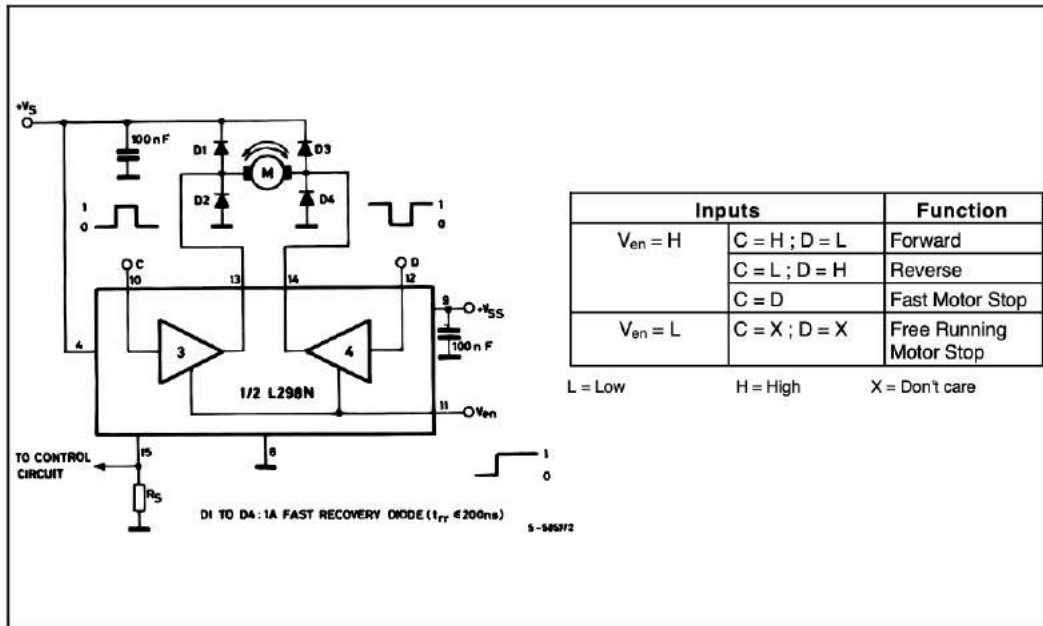 +VS
100nF
D1
D3
M
D2
D4
1
0
1
0
C
D
10
13
14
12
9
+VSS
4
3
4
100nF
1/2 L298N
11
Ven
15
8
TO CONTROL
CIRCUIT
RS
1
0
D1 TO D4 : 1A FAST RECOVERY DIODE (trr ≤ 200ns)
S-5857/2
Inputs Function
Ven = H C = H ; D = L Forward
C = L ; D = H Reverse
C = D Fast Motor Stop
Ven = L C = X ; D = X Free Running
Motor Stop
L = Low H = High X = Don't care